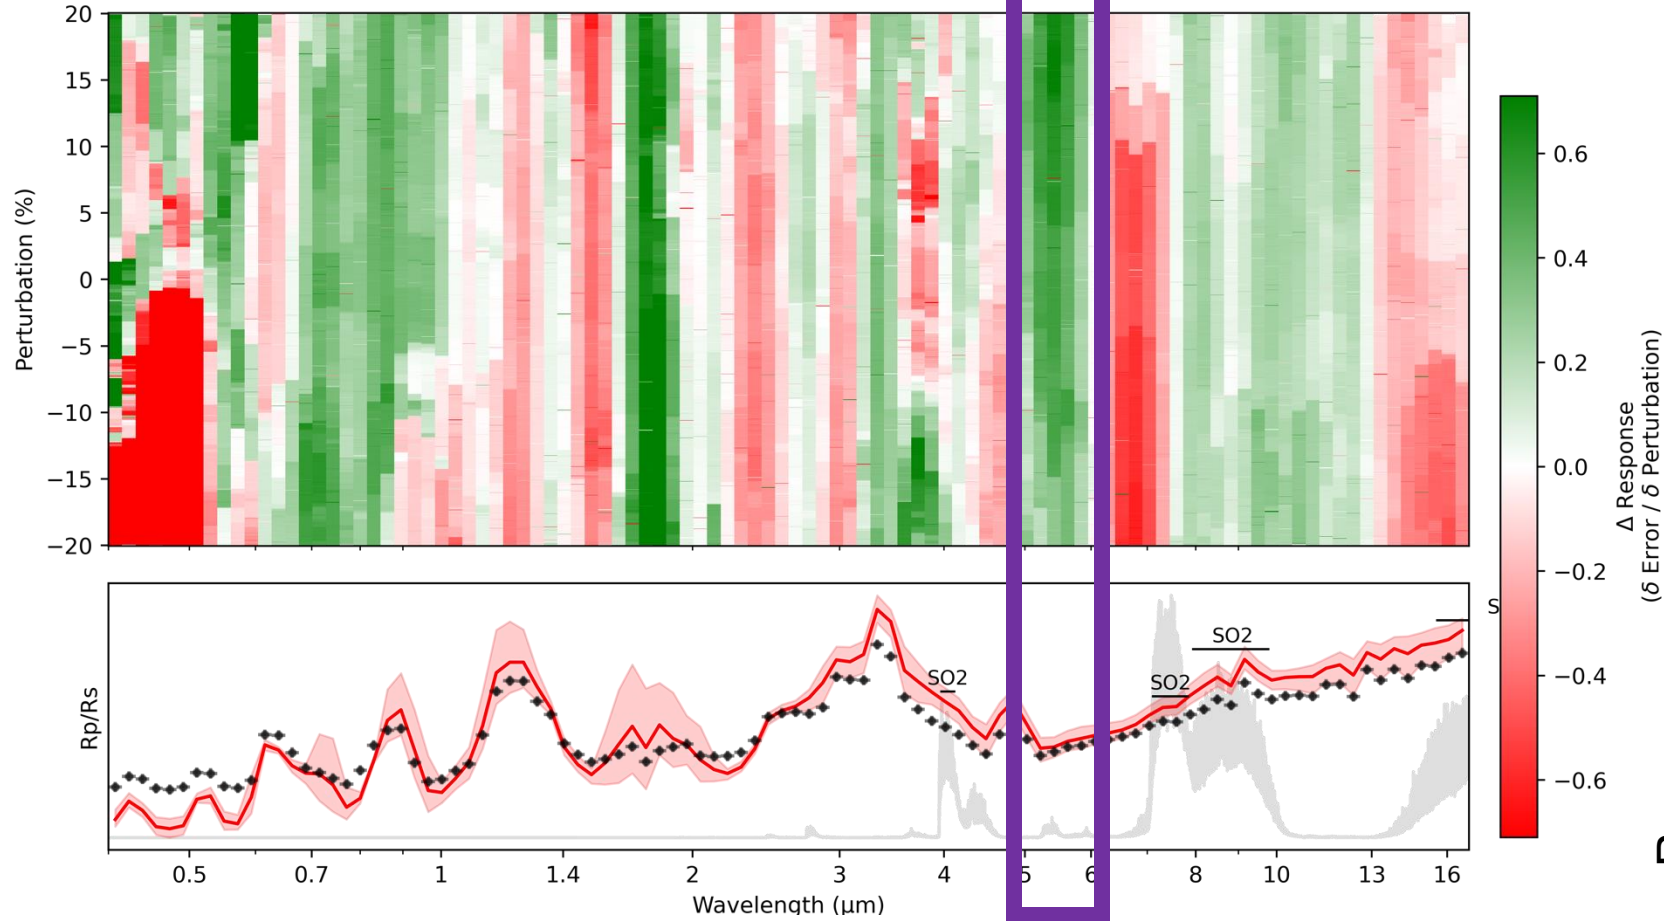 20
15
10
5
0
−5
−10
−15
−20
Perturbation (%)
0.6
0.4
0.2
0.0
−0.2
−0.4
−0.6
Δ Response
(δ Error / δ Perturbation)
Rp/Rs
SO2
SO2
SO2
S
0.5 0.7 1 1.4 2 3 4 5 6 8 10 13 16
Wavelength (μm)